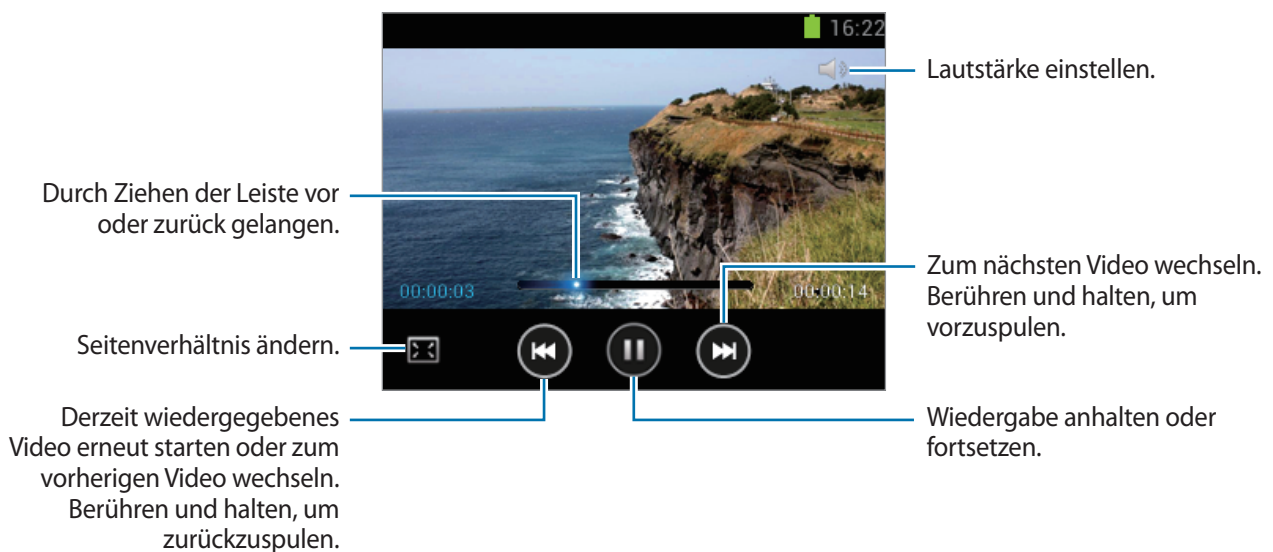 16:22
Lautstärke einstellen.
Durch Ziehen der Leiste vor
oder zurück gelangen.
00:00:03
00:00:14
Zum nächsten Video wechseln.
Berühren und halten, um
vorzuspulen.
Seitenverhältnis ändern.
Derzeit wiedergegebenes
Video erneut starten oder zum
vorherigen Video wechseln.
Berühren und halten, um
zurückzuspulen.
Wiedergabe anhalten oder
fortsetzen.